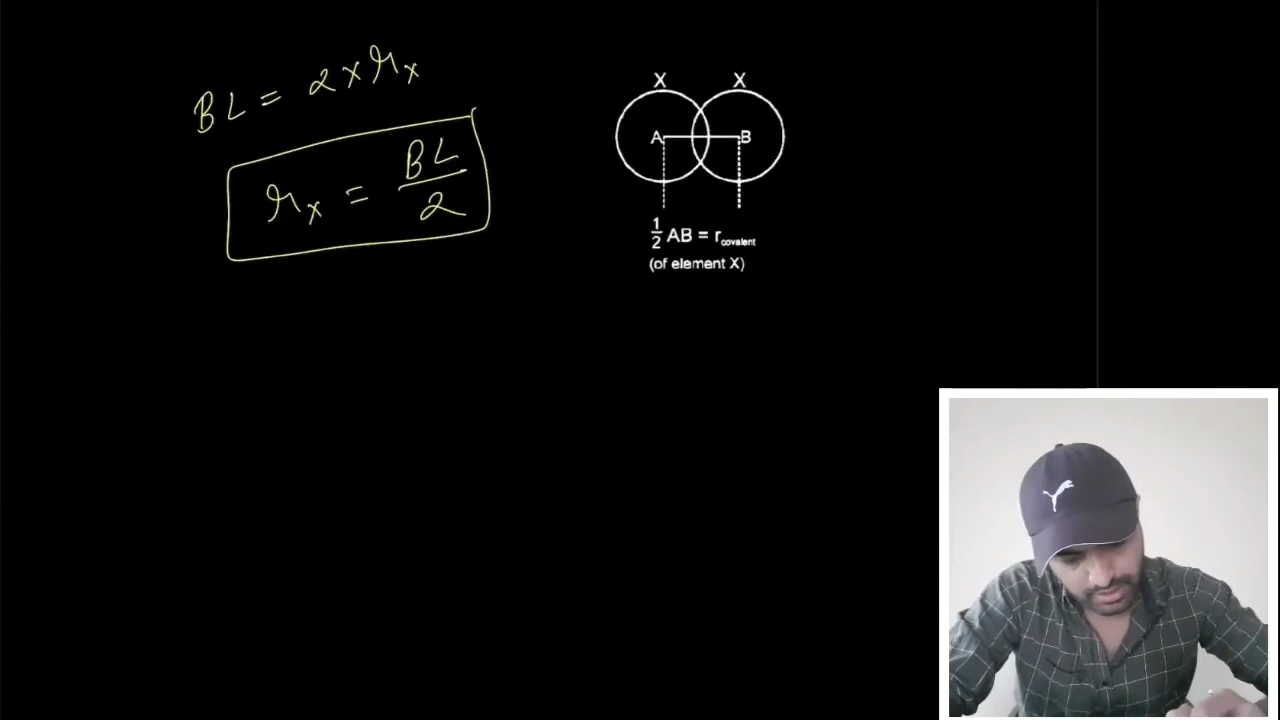 BL = 2 x rx
rx = BL/2
X X
A B
1/2 AB = rcovalent
(of element X)